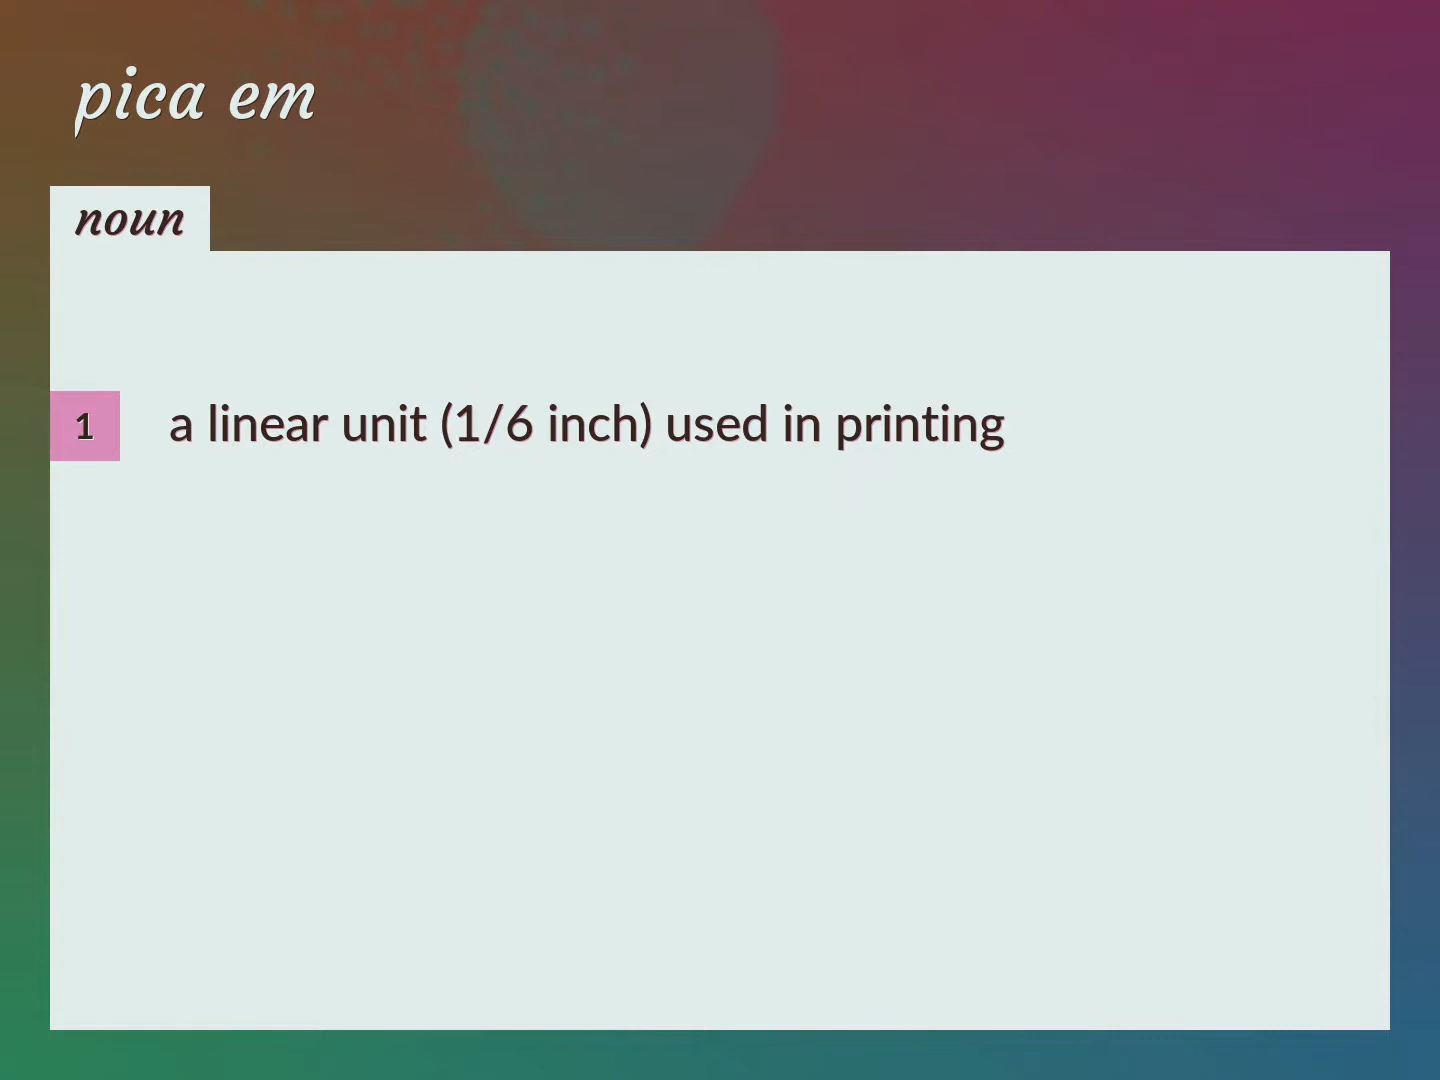 pica em
noun
1 a linear unit (1/6 inch) used in printing